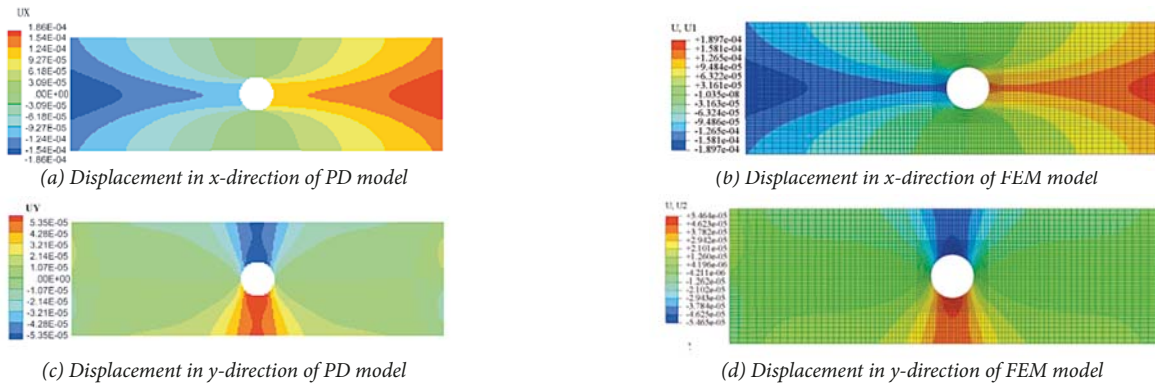 UX
1.86E-04
1.54E-04
1.24E-04
9.27E-05
6.18E-05
3.09E-05
.00E+00
-3.09E-05
-6.18E-05
-9.27E-05
-1.24E-04
-1.54E-04
-1.86E-04
(a) Displacement in x-direction of PD model
U, U1
+1.897e-04
+1.581e-04
+1.265e-04
+9.484e-05
+6.322e-05
+3.161e-05
-1.035e-08
-3.163e-05
-6.324e-05
-9.486e-05
-1.265e-04
-1.581e-04
-1.897e-04
(b) Displacement in x-direction of FEM model
UY
5.35E-05
4.28E-05
3.21E-05
2.14E-05
1.07E-05
.00E+00
-1.07E-05
-2.14E-05
-3.21E-05
-4.28E-05
-5.35E-05
(c) Displacement in y-direction of PD model
U, U2
+5.464e-05
+4.623e-05
+3.782e-05
+2.942e-05
+2.101e-05
+1.260e-05
+4.196e-06
-4.211e-06
-1.262e-05
-2.102e-05
-2.943e-05
-3.784e-05
-4.625e-05
-5.465e-05
(d) Displacement in y-direction of FEM model